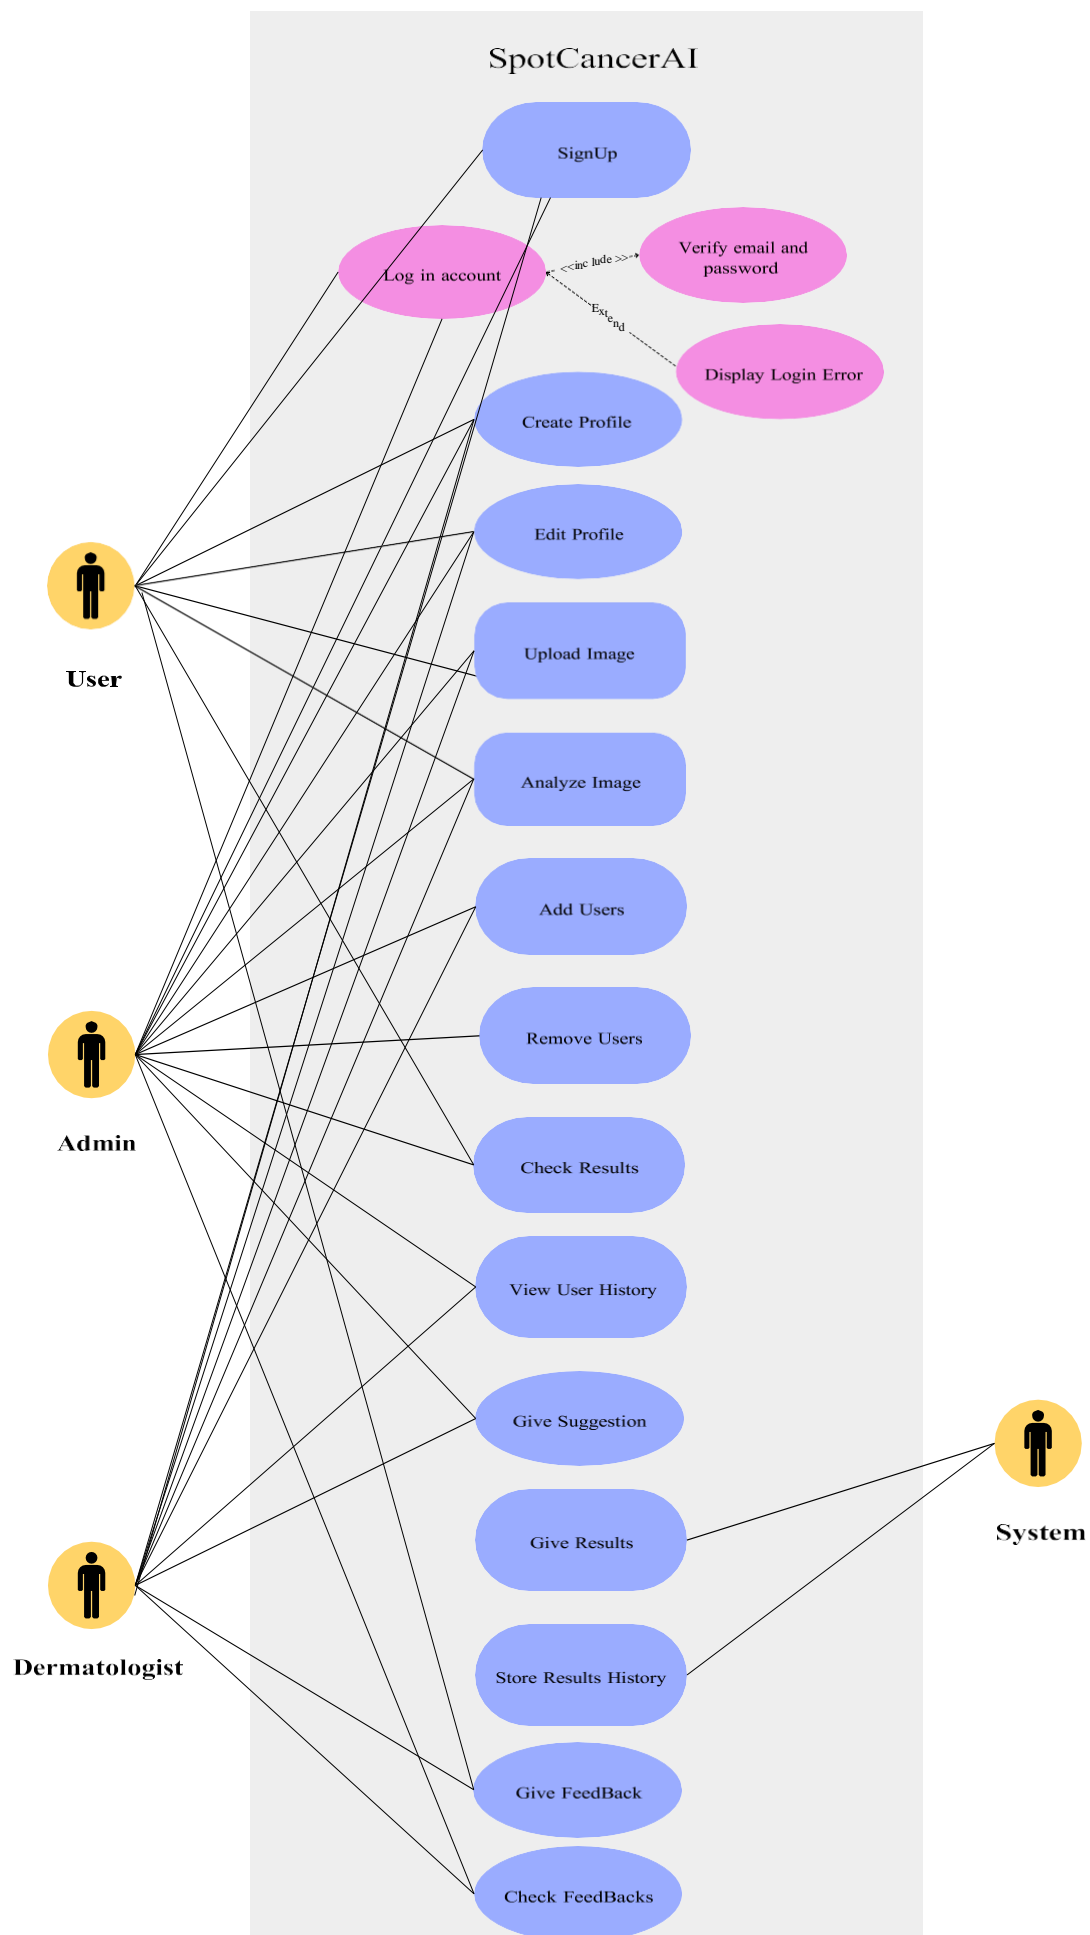 SpotCancerAI
SignUp
Log in account
<<inc lude >>
Verify email and
password
Extend
Display Login Error
Create Profile
Edit Profile
Upload Image
User
Analyze Image
Add Users
Remove Users
Admin
Check Results
View User History
Give Suggestion
Give Results
System
Dermatologist
Store Results History
Give FeedBack
Check FeedBacks